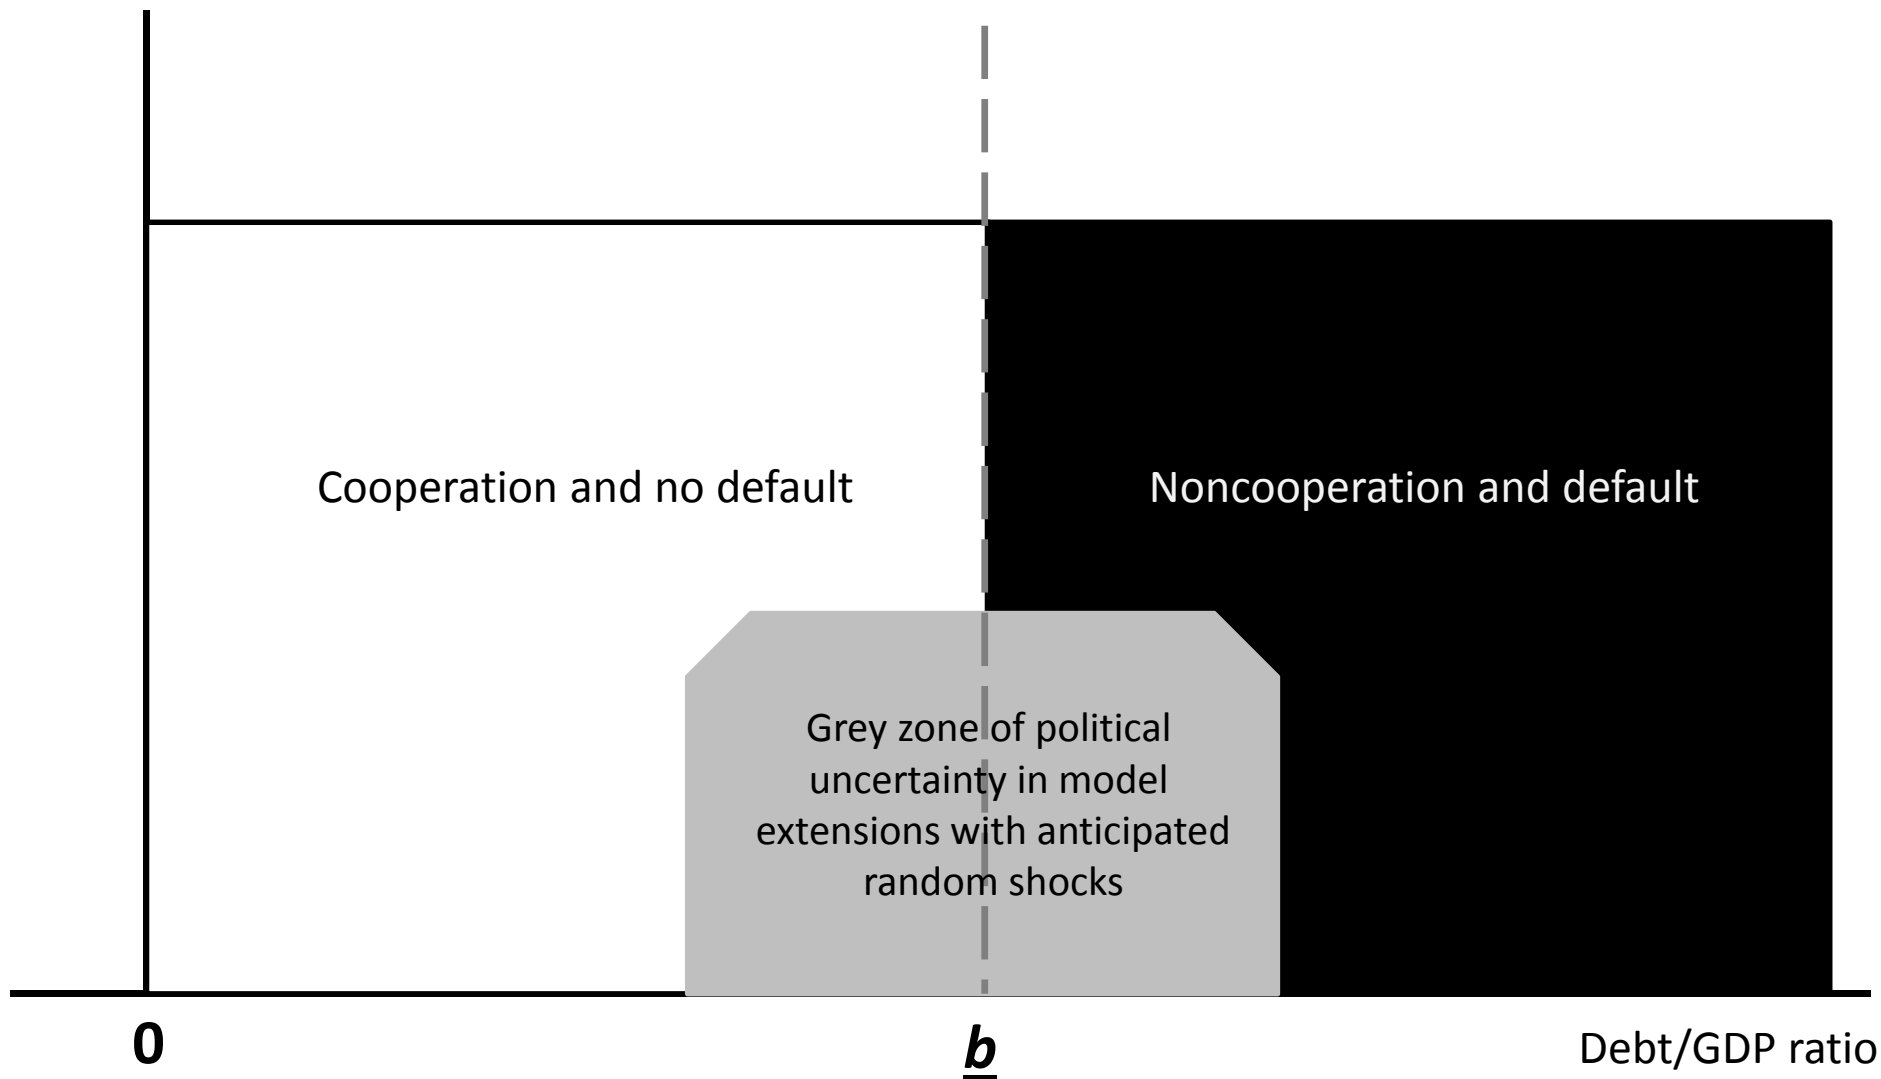 Cooperation and no default
Noncooperation and default
Grey zone of political
uncertainty in model
extensions with anticipated
random shocks
0
b
Debt/GDP ratio